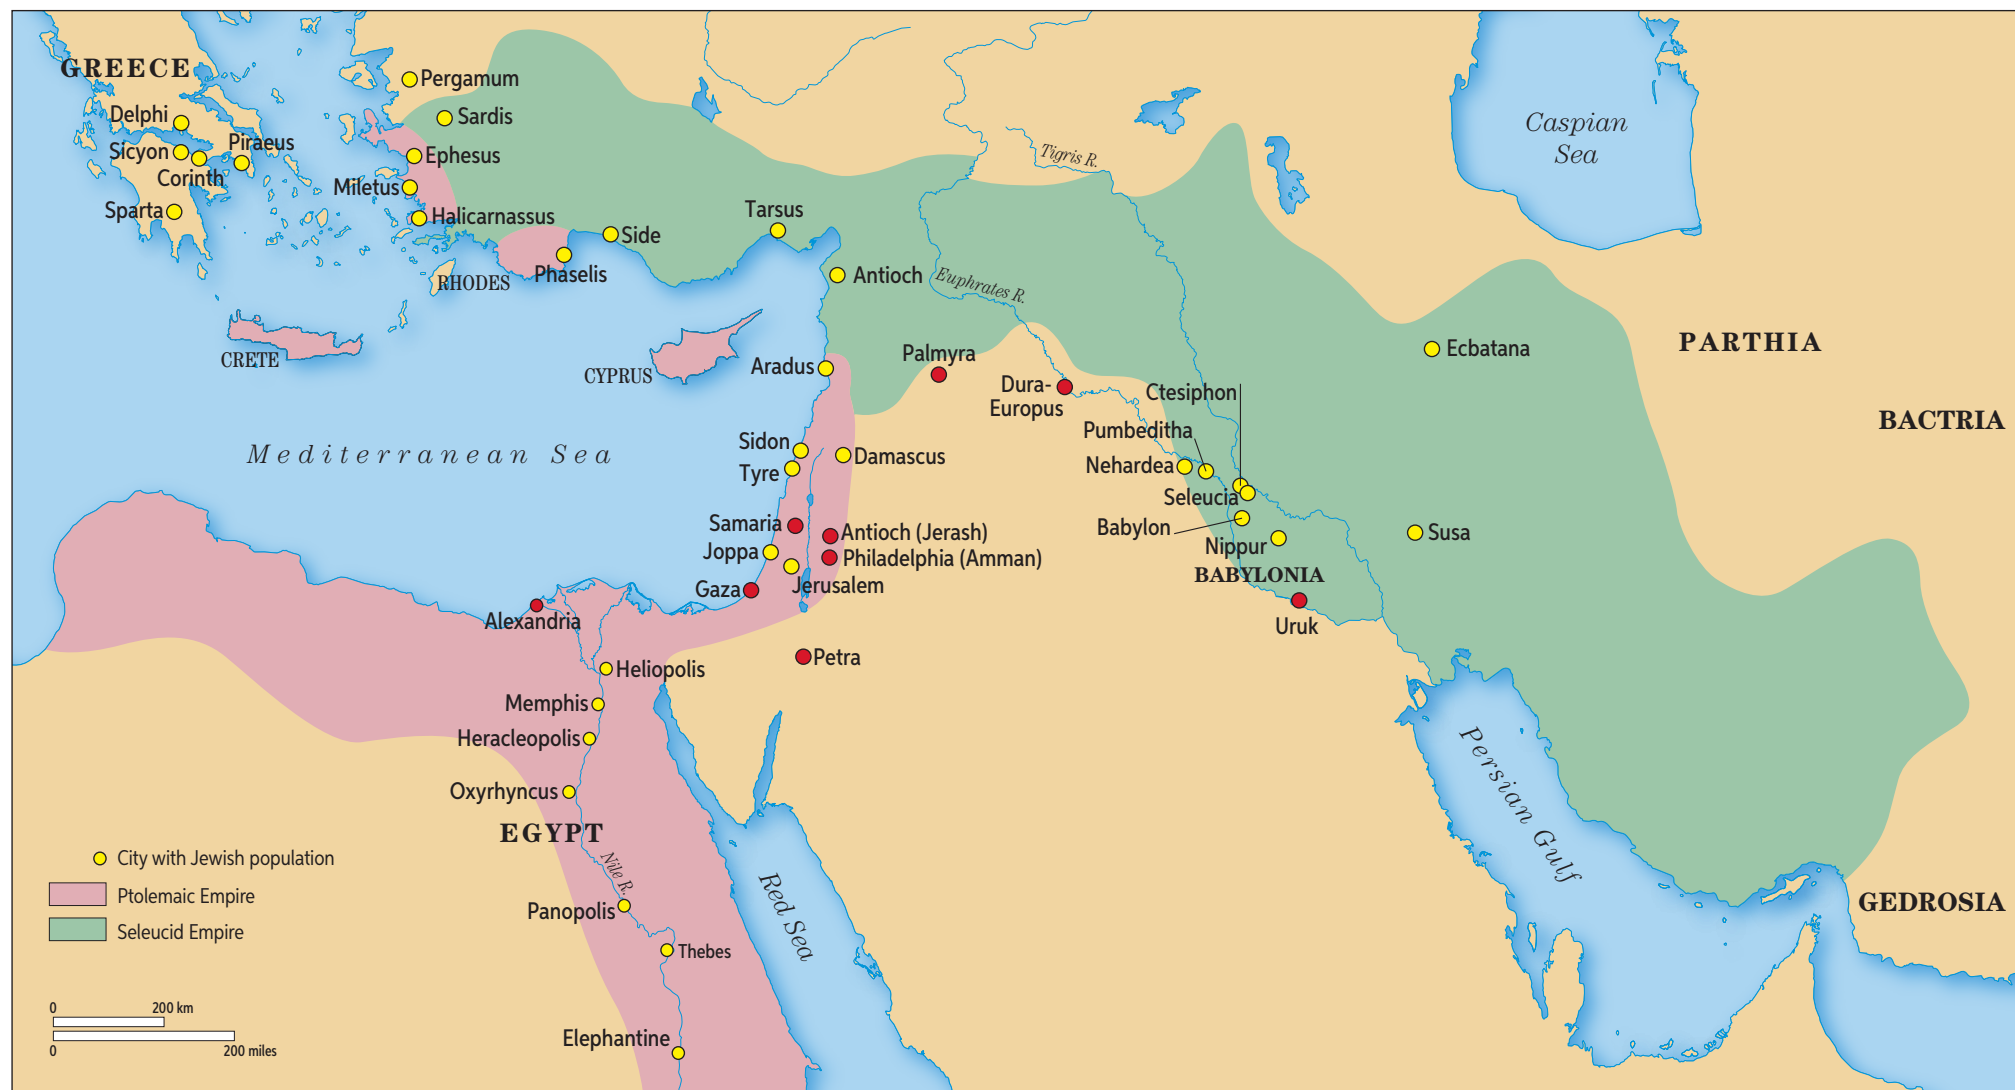 GREECE
Pergamum
Delphi
Sardis
Sicyon
Piraeus
Corinth
Ephesus
Miletus
Sparta
Halicarnassus
Side
Tarsus
RHODES
Phaselis
Antioch
CRETE
CYPRUS
Aradus
Tigris R.
Euphrates R.
Caspian
Sea
PARTHIA
BACTRIA
Ecbatana
Palmyra
Dura-
Europus
Ctesiphon
Pumbeditha
Nehardea
Seleucia
Babylon
Nippur
BABYLONIA
Susa
Uruk
Mediterranean Sea
Sidon
Tyre
Damascus
Samaria
Antioch (Jerash)
Joppa
Philadelphia (Amman)
Gaza
Jerusalem
Petra
Alexandria
Heliopolis
Memphis
Heracleopolis
Oxyrhyncus
EGYPT
Nile R.
Panopolis
Thebes
Elephantine
Red Sea
Persian Gulf
GEDROSIA
City with Jewish population
Ptolemaic Empire
Seleucid Empire
0 200 km
0 200 miles